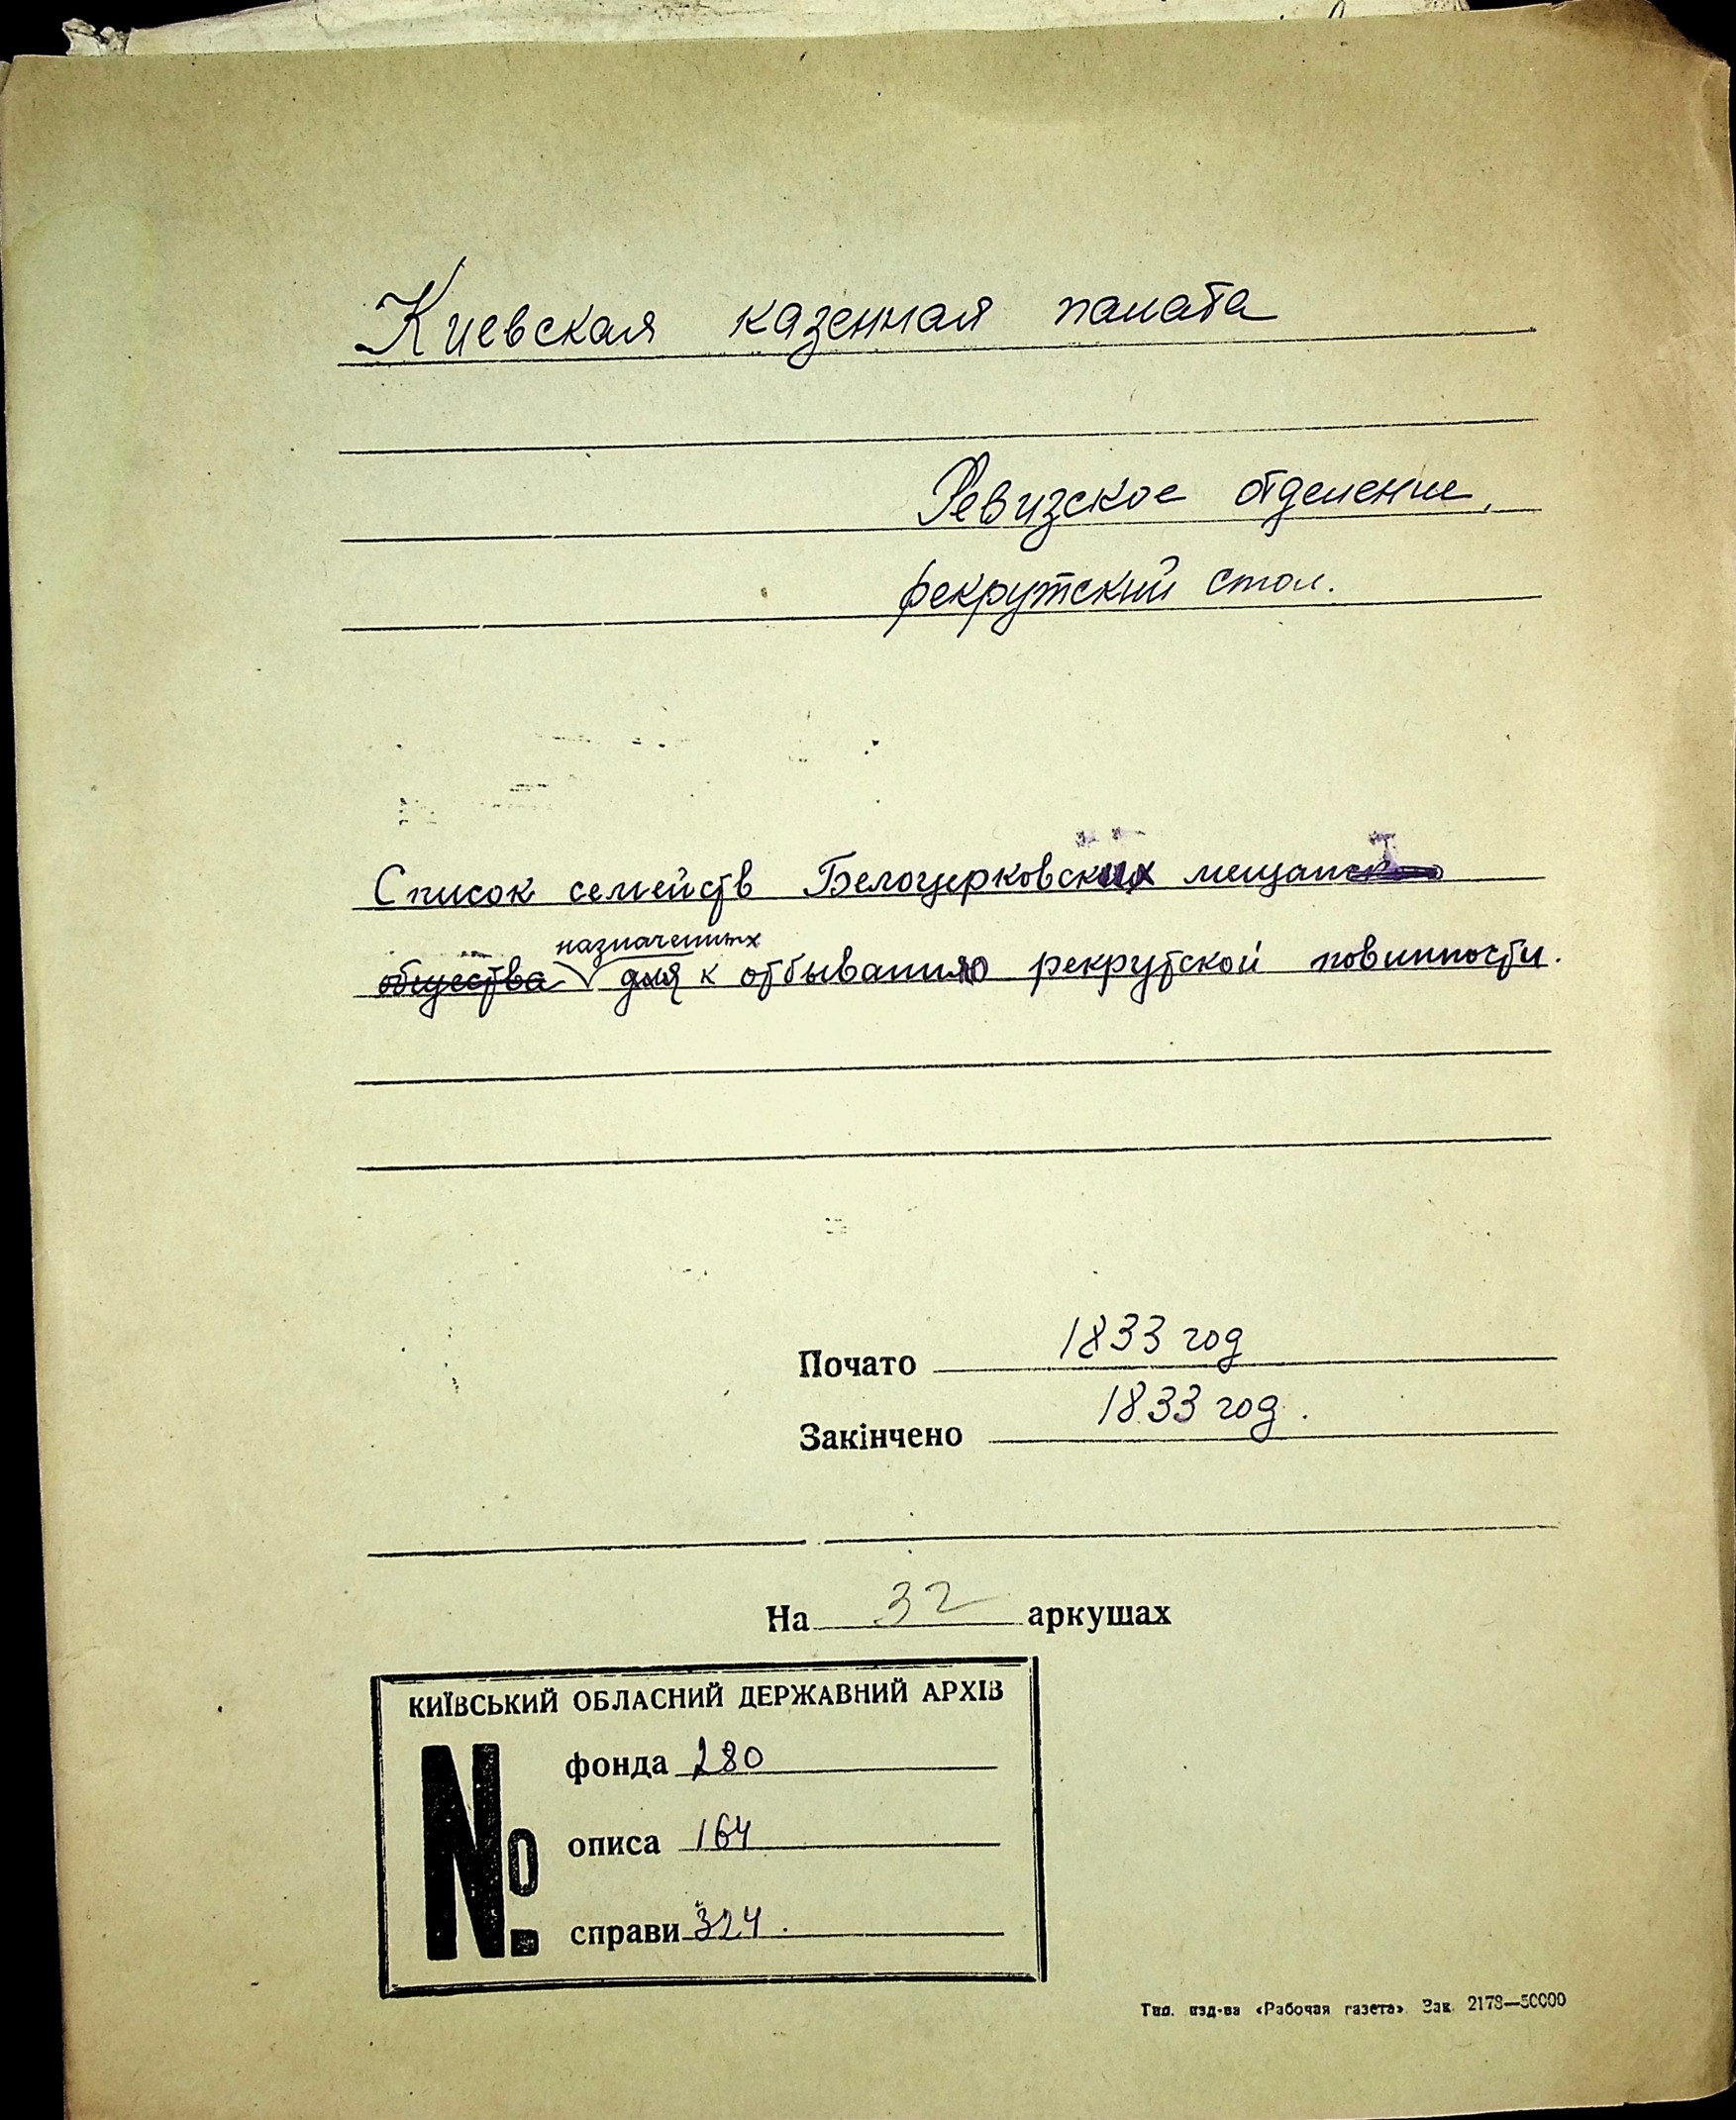 Киевская казенная палата
Ревизское отделение,
рекрутский стол.
Список семейств Белоцерковских мещанско
назначенных
общества для к отбыванию рекрутской повинности.
Почато 1833 год
Закінчено 1833 год.
На 32 аркушах
КИЇВСЬКИЙ ОБЛАСНИЙ ДЕРЖАВНИЙ АРХІВ
№
фонда 280
описа 164
справи 324.
Тип. изд-ва «Рабочая газета» Зак. 2178—50000